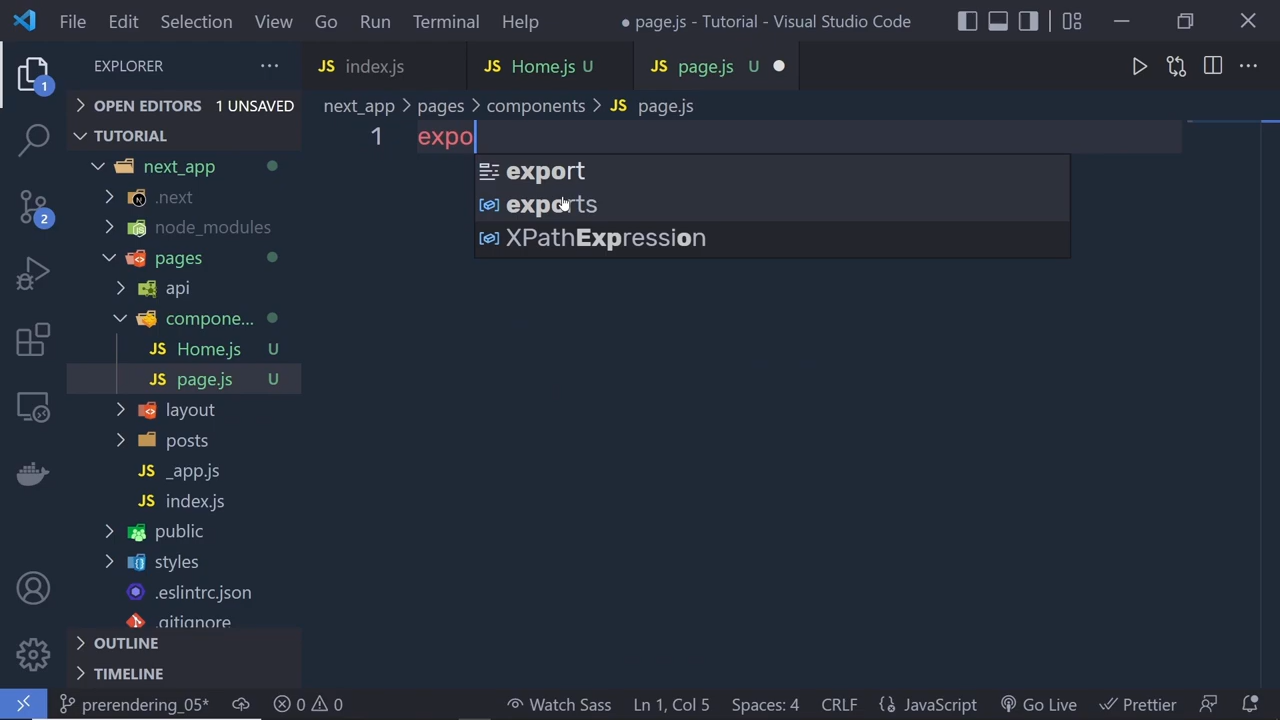 File Edit Selection View Go Run Terminal Help ● page.js - Tutorial - Visual Studio Code
EXPLORER ...
JS index.js JS Home.js U JS page.js U ●
1
OPEN EDITORS 1 UNSAVED
next_app > pages > components > JS page.js
TUTORIAL
1 expo
next_app
export
.next
exports
2
node_modules
XPathExpression
pages
api
compone...
JS Home.js U
JS page.js U
layout
posts
JS _app.js
JS index.js
public
styles
.eslintrc.json
.gitignore
OUTLINE
TIMELINE
prerendering_05* 0 0 Watch Sass Ln 1, Col 5 Spaces: 4 CRLF JavaScript Go Live Prettier